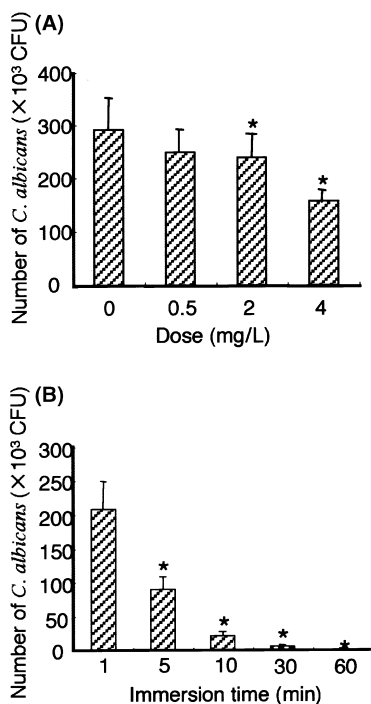 (A)
Number of C. albicans (×10³ CFU)
400
300
200
100
0
*
*
0 0.5 2 4
Dose (mg/L)
(B)
Number of C. albicans (×10³ CFU)
300
250
200
150
100
50
0
*
*
*
*
1 5 10 30 60
Immersion time (min)